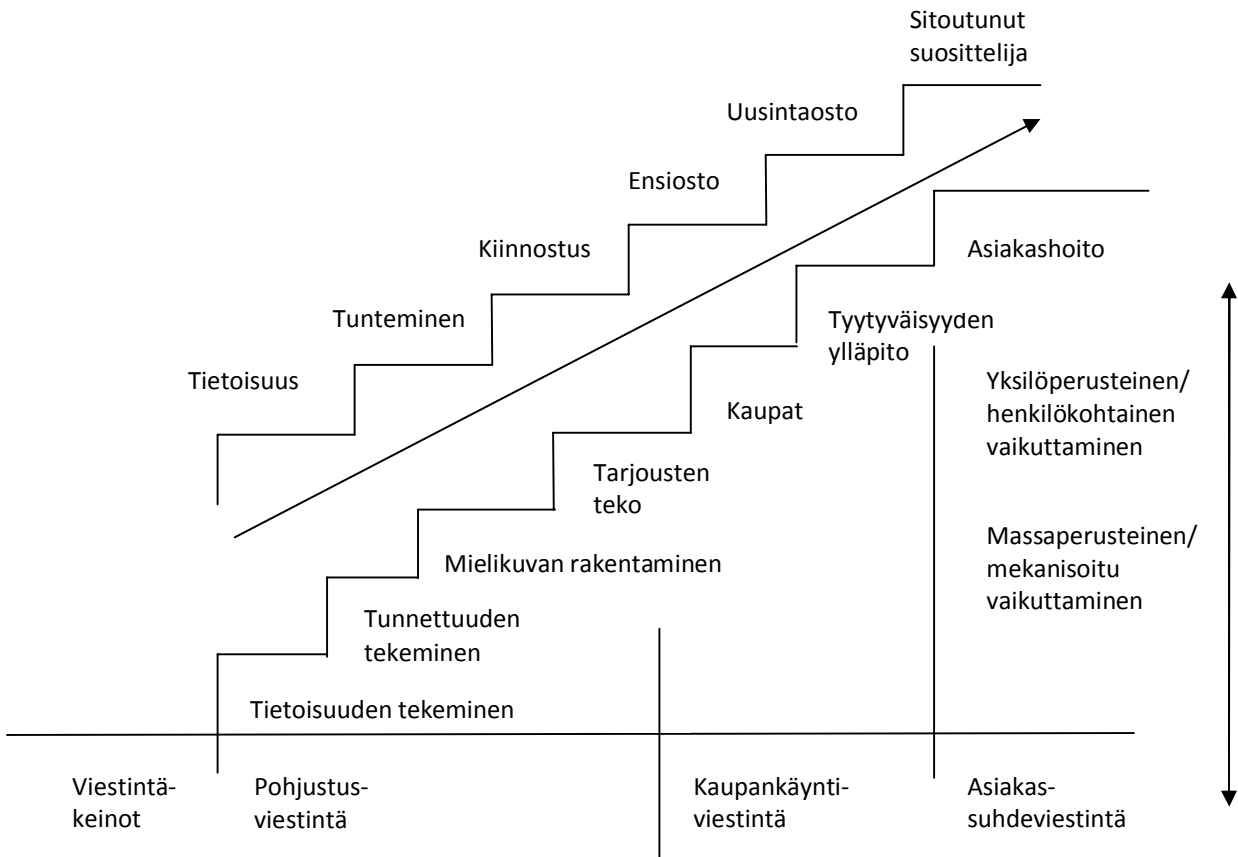 Sitoutunut
suosittelija
Uusintaosto
Ensiosto
Kiinnostus
Tunteminen
Tietoisuus
Asiakashoito
Tyytyväisyyden
ylläpito
Kaupat
Tarjousten
teko
Mielikuvan rakentaminen
Tunnettuuden
tekeminen
Tietoisuuden tekeminen
Yksilöperusteinen/
henkilökohtainen
vaikuttaminen
Massaperusteinen/
mekanisoitu
vaikuttaminen
Viestintä-
keinot
Pohjustus-
viestintä
Kaupankäynti-
viestintä
Asiakas-
suhdeviestintä